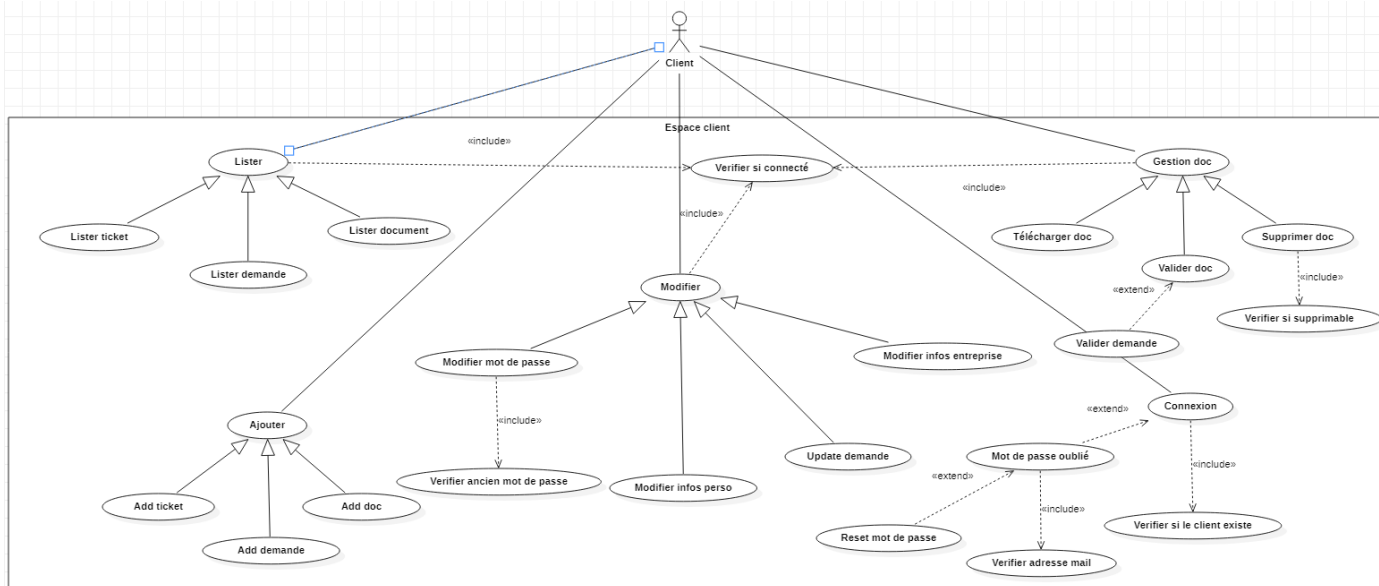 Client
Espace client
«include»
Lister
Verifier si connecté
Gestion doc
«include»
«include»
Lister ticket
Lister document
Lister demande
Télécharger doc
Supprimer doc
Valider doc
«include»
«extend»
Modifier
Verifier si supprimable
Valider demande
Modifier mot de passe
Modifier infos entreprise
«include»
Ajouter
«extend»
Connexion
Update demande
Mot de passe oublié
«include»
«extend»
Verifier ancien mot de passe
Modifier infos perso
Add ticket
Add doc
«include»
Verifier si le client existe
Add demande
Reset mot de passe
Verifier adresse mail